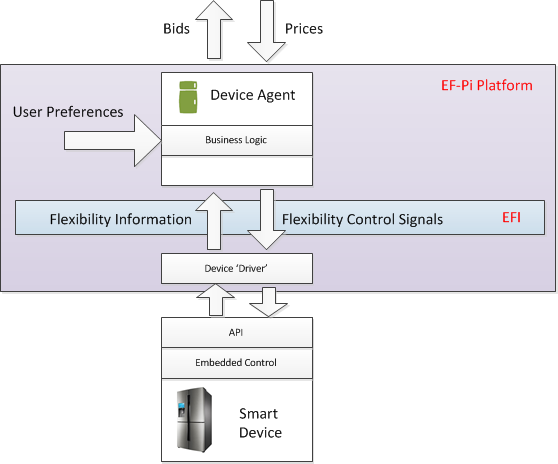 Bids
Prices
EF-Pi Platform
Device Agent
User Preferences
Business Logic
Flexibility Information
Flexibility Control Signals
EFI
Device ‘Driver’
API
Embedded Control
Smart
Device